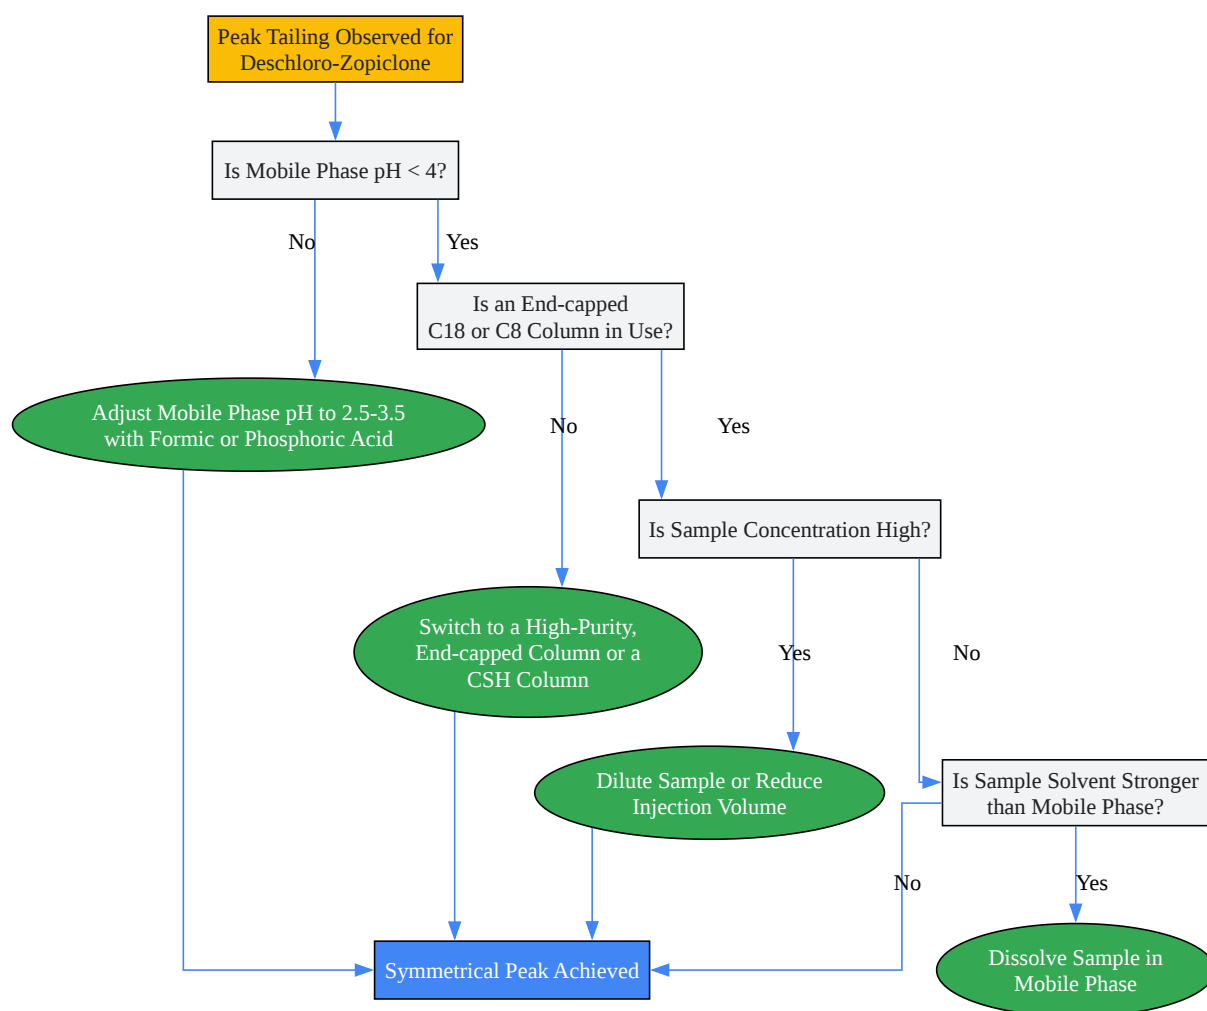 Peak Tailing Observed for
Deschloro-Zopiclone
Is Mobile Phase pH < 4?
No
Yes
Is an End-capped
C18 or C8 Column in Use?
Adjust Mobile Phase pH to 2.5-3.5
with Formic or Phosphoric Acid
No
Yes
Is Sample Concentration High?
Switch to a High-Purity,
End-capped Column or a
CSH Column
Yes
No
Dilute Sample or Reduce
Injection Volume
Is Sample Solvent Stronger
than Mobile Phase?
No
Yes
Symmetrical Peak Achieved
Dissolve Sample in
Mobile Phase